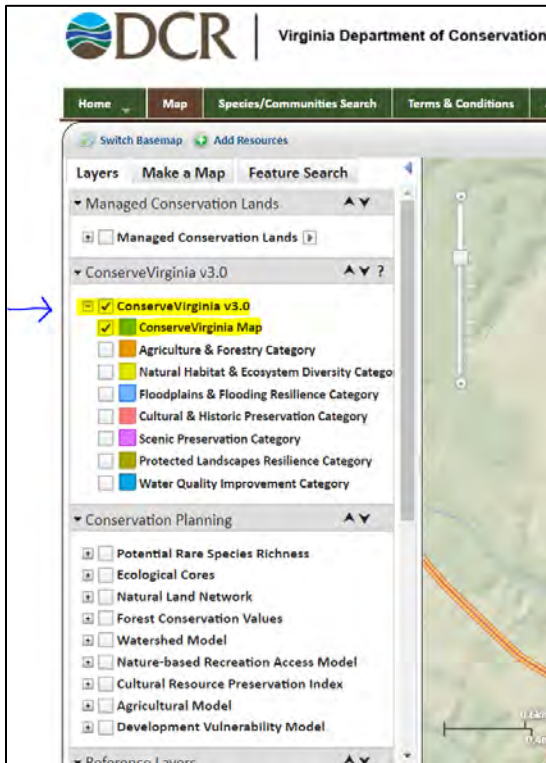 DCR Virginia Department of Conservation
Home Map Species/Communities Search Terms & Conditions
Switch Basemap Add Resources
Layers Make a Map Feature Search
Managed Conservation Lands
Managed Conservation Lands
ConserveVirginia v3.0 ?
ConserveVirginia v3.0
ConserveVirginia Map
Agriculture & Forestry Category
Natural Habitat & Ecosystem Diversity Catego
Floodplains & Flooding Resilience Category
Cultural & Historic Preservation Category
Scenic Preservation Category
Protected Landscapes Resilience Category
Water Quality Improvement Category
Conservation Planning
Potential Rare Species Richness
Ecological Cores
Natural Land Network
Forest Conservation Values
Watershed Model
Nature-based Recreation Access Model
Cultural Resource Preservation Index
Agricultural Model
Development Vulnerability Model
Reference Layers